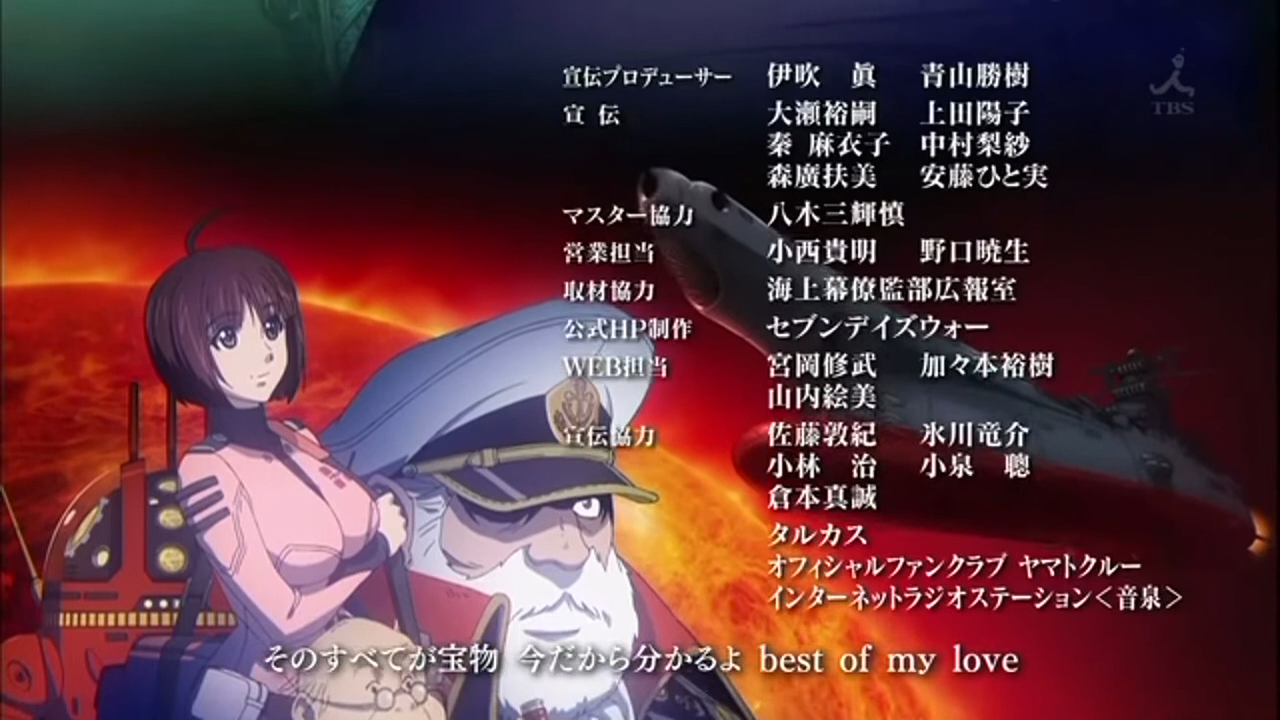 宣伝プロデューサー 伊吹 眞 青山勝樹
TBS
宣 伝 大瀬裕嗣 上田陽子
秦 麻衣子 中村梨紗
森廣扶美 安藤ひと実
マスター協力 八木三輝慎
営業担当 小西貴明 野口暁生
取材協力 海上幕僚監部広報室
公式HP制作 セブンデイズウォー
WEB担当 宮岡修武 加々本裕樹
山内絵美
宣伝協力 佐藤敦紀 氷川竜介
小林 治 小泉 聰
倉本真誠
タルカス
オフィシャルファンクラブ ヤマトクルー
インターネットラジオステーション＜音泉＞
そのすべてが宝物 今だから分かるよ best of my love